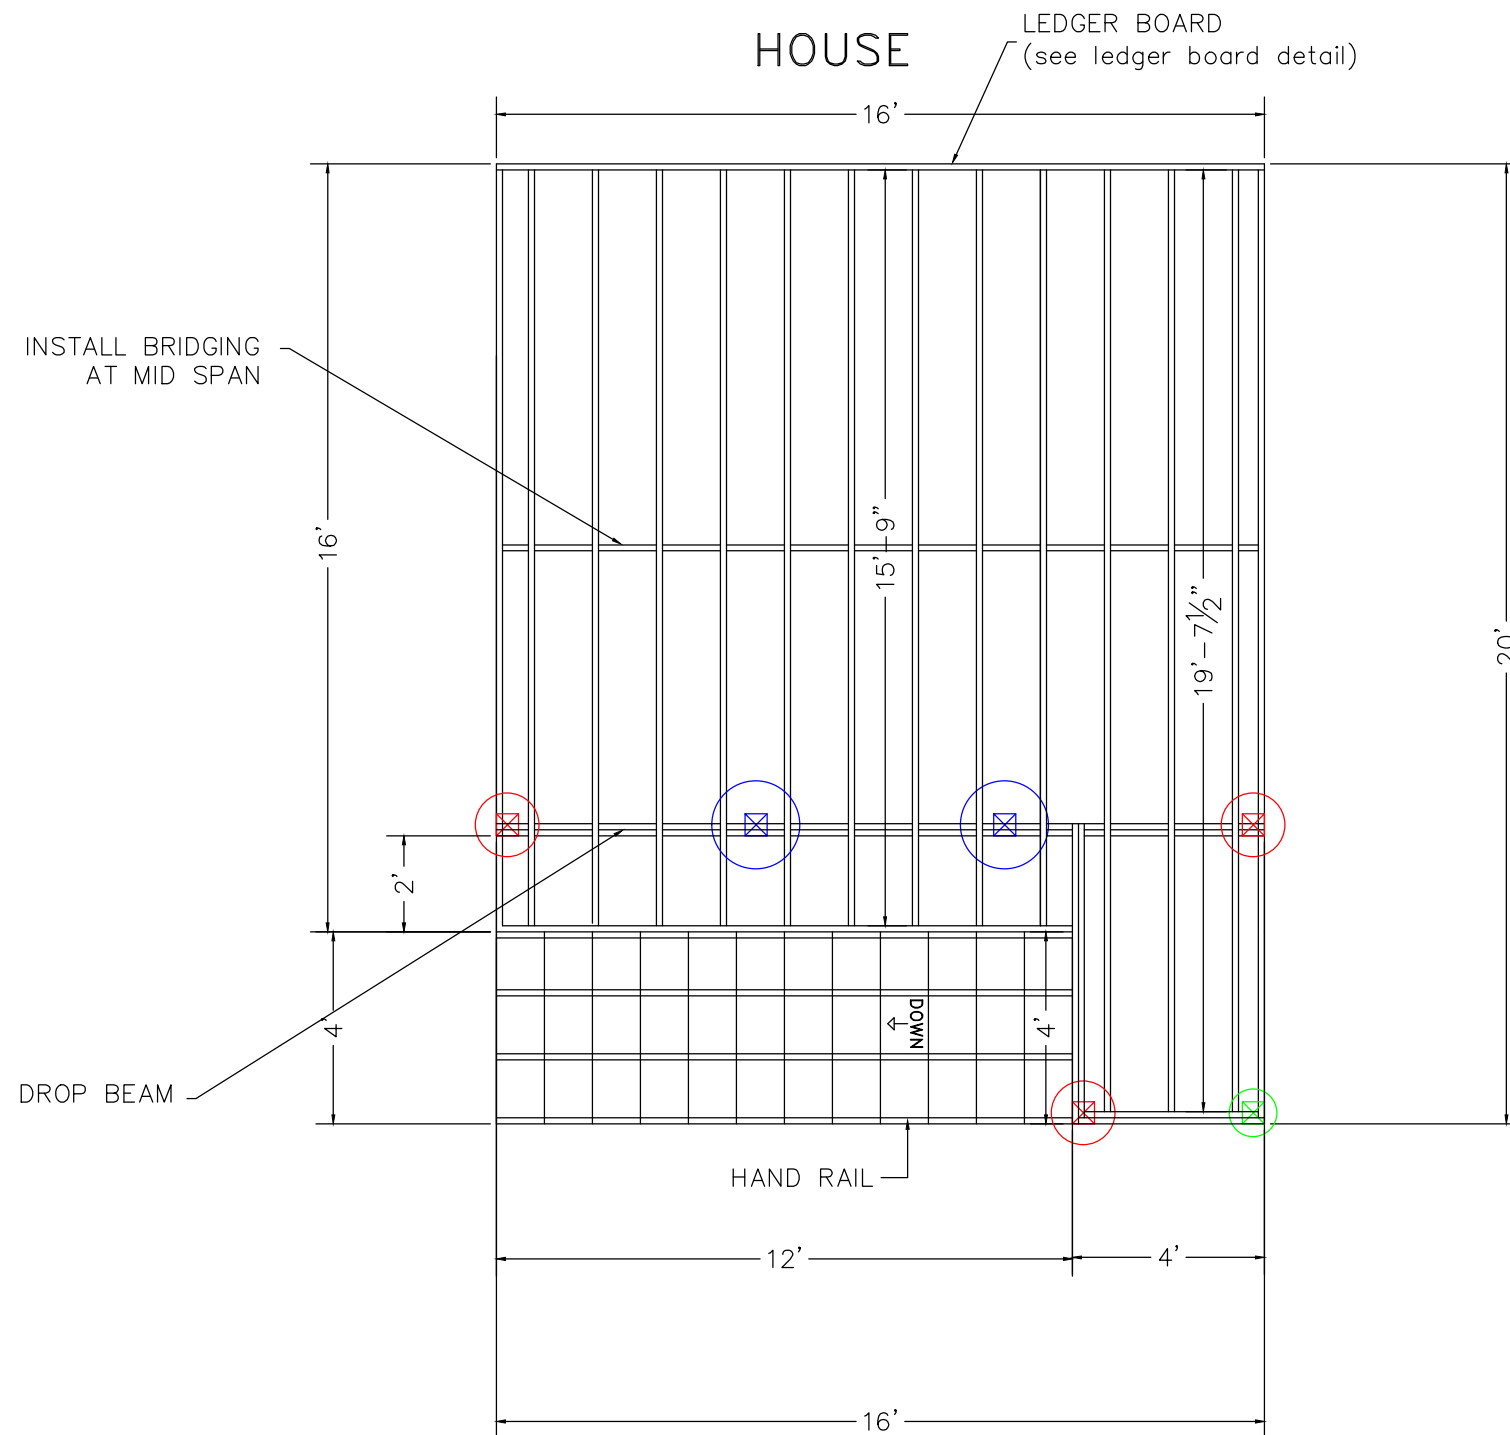 HOUSE
LEDGER BOARD
(see ledger board detail)
16'
INSTALL BRIDGING
AT MID SPAN
16'
15'-9"
19'-7½"
20'
2'
4'
DOWN
4'
DROP BEAM
HAND RAIL
12'
4'
16'